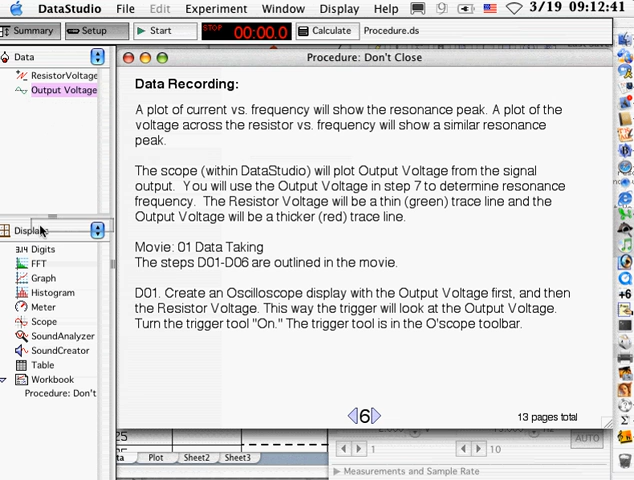 DataStudio File Edit Experiment Window Display Help 3/19 09:12:41
Summary Setup Start STOP 00:00.0 Calculate Procedure.ds
Data
ResistorVoltage
Output Voltage
Displays
3.14 Digits
FFT
Graph
Histogram
Meter
Scope
SoundAnalyzer
SoundCreator
Table
Workbook
Procedure: Don't
Procedure: Don't Close
Data Recording:
A plot of current vs. frequency will show the resonance peak. A plot of the
voltage across the resistor vs. frequency will show a similar resonance
peak.
The scope (within DataStudio) will plot Output Voltage from the signal
output. You will use the Output Voltage in step 7 to determine resonance
frequency. The Resistor Voltage will be a thin (green) trace line and the
Output Voltage will be a thicker (red) trace line.
Movie: 01 Data Taking
The steps D01-D06 are outlined in the movie.
D01. Create an Oscilloscope display with the Output Voltage first, and then
the Resistor Voltage. This way the trigger will look at the Output Voltage.
Turn the trigger tool "On." The trigger tool is in the O'scope toolbar.
6
13 pages total
25
ta Plot Sheet2 Sheet3
1 10 AUTO
Measurements and Sample Rate
+6